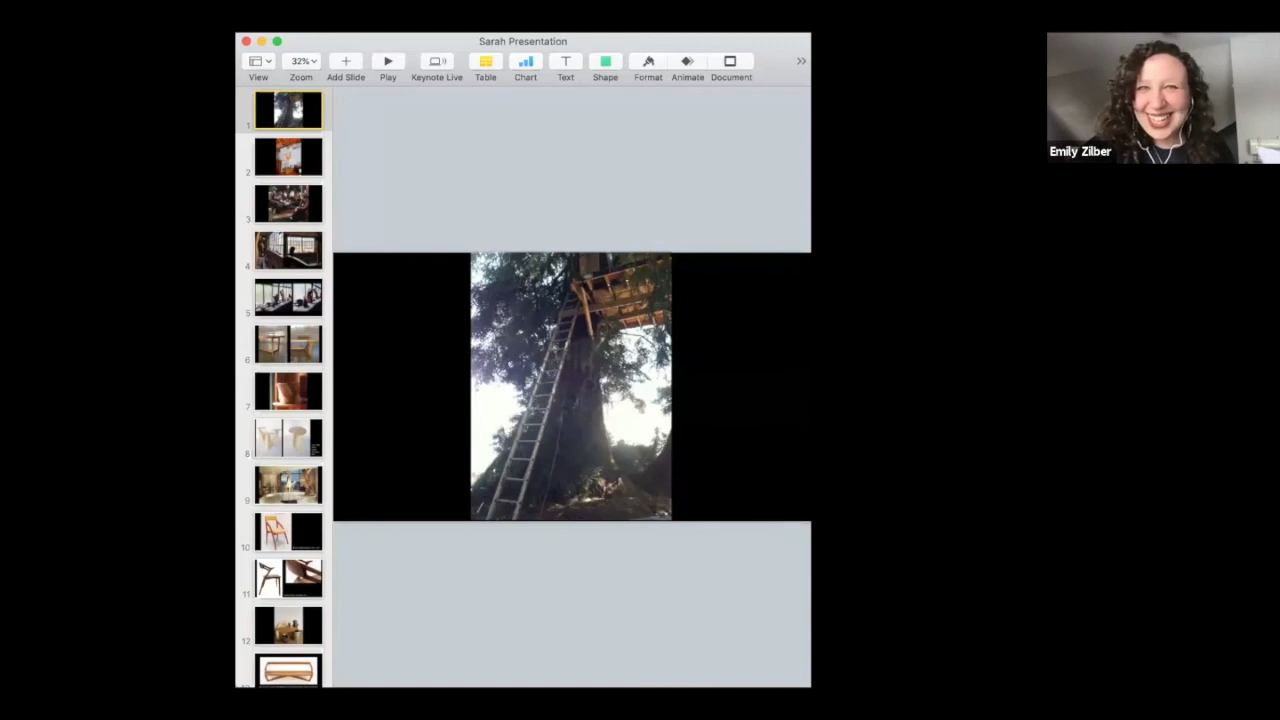 Sarah Presentation
32%
View
Zoom
Add Slide
Play
Keynote Live
Table
Chart
Text
Shape
Format
Animate
Document
Emily Zilber
1
2
3
4
5
6
7
8
9
10
11
12